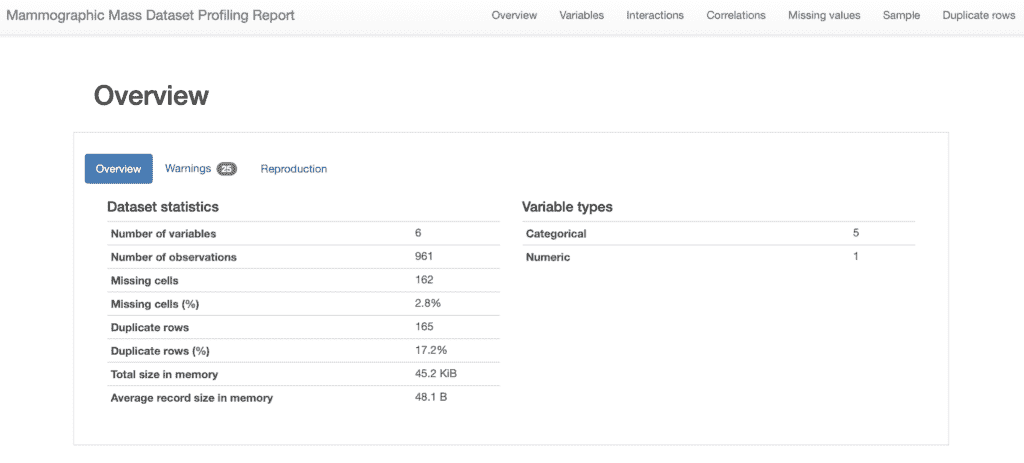 Mammographic Mass Dataset Profiling Report Overview Variables Interactions Correlations Missing values Sample Duplicate rows
Overview
Overview Warnings 25 Reproduction
Dataset statistics
Number of variables 6
Number of observations 961
Missing cells 162
Missing cells (%) 2.8%
Duplicate rows 165
Duplicate rows (%) 17.2%
Total size in memory 45.2 KiB
Average record size in memory 48.1 B
Variable types
Categorical 5
Numeric 1